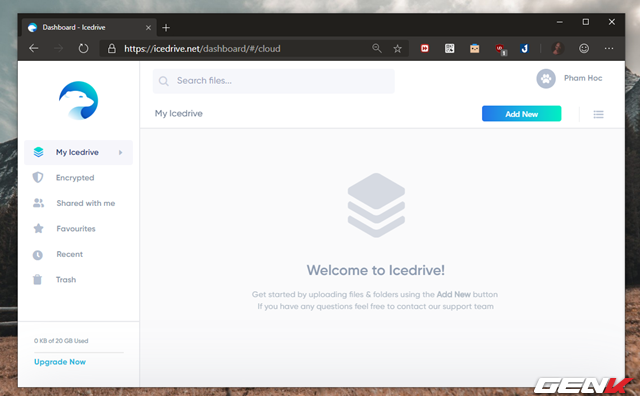 Dashboard - Icedrive
https://icedrive.net/dashboard/#/cloud
Search files...
Pham Hoc
My Icedrive
Add New
My Icedrive
Encrypted
Shared with me
Favourites
Recent
Trash
Welcome to Icedrive!
Get started by uploading files & folders using the Add New button
If you have any questions feel free to contact our support team
0 KB of 20 GB Used
Upgrade Now
GENK